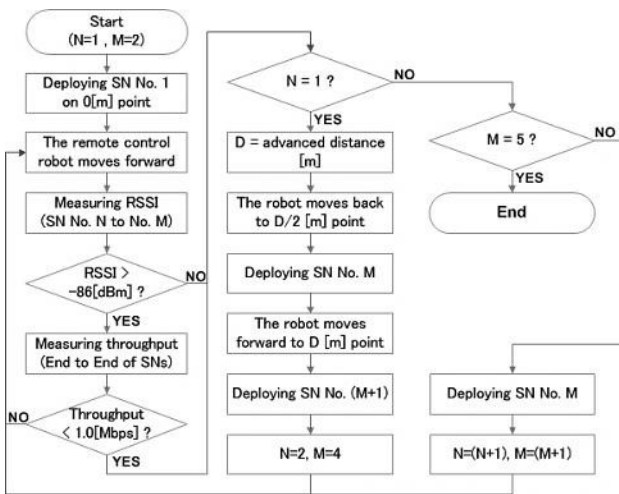 Start
(N=1 , M=2)
Deploying SN No. 1
on 0[m] point
The remote control
robot moves forward
Measuring RSSI
(SN No. N to No. M)
RSSI >
-86[dBm] ?
NO
YES
Measuring throughput
(End to End of SNs)
Throughput
< 1.0[Mbps] ?
NO
YES
N = 1 ?
NO
YES
D = advanced distance
[m]
The robot moves back
to D/2 [m] point
Deploying SN No. M
The robot moves
forward to D [m] point
Deploying SN No. (M+1)
N=2, M=4
M = 5 ?
NO
YES
End
Deploying SN No. M
N=(N+1), M=(M+1)